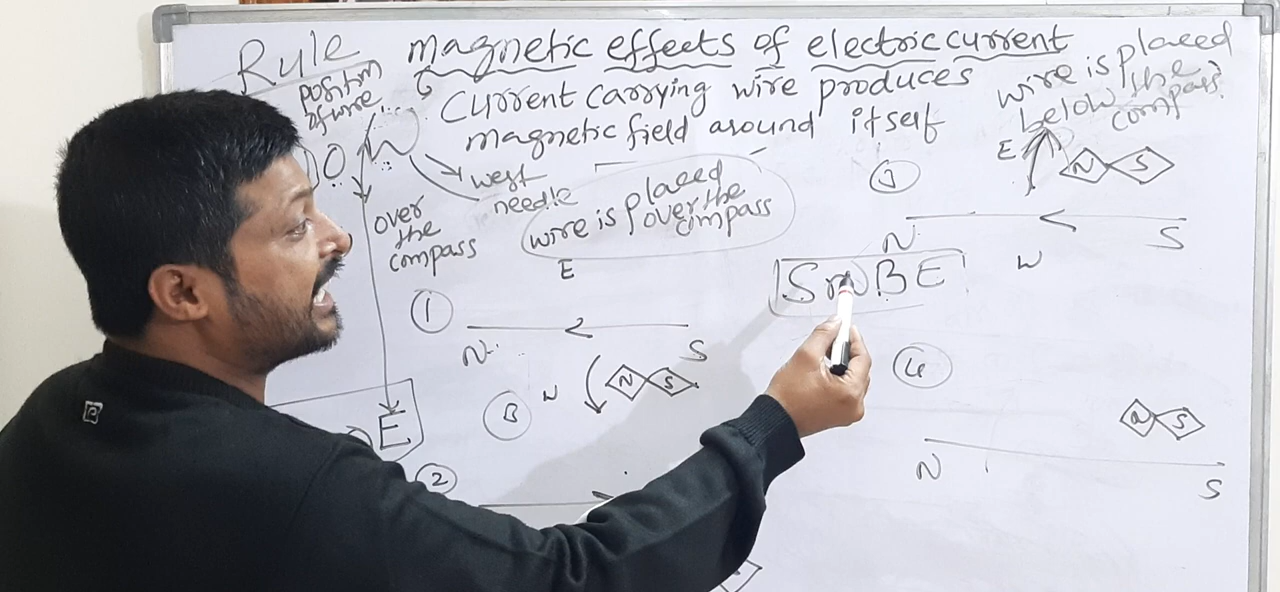 Rule
magnetic effects of electric current
position
of wire
Current carrying wire produces
magnetic field around itself
wire is placed
below the
compass
O W
west
needle
over
the
compass
wire is placed
over the
compass
E
1
N
S
W
N S
B
E
2
3
E
N S
N
S
W
S N W B E
4
N S
N
S